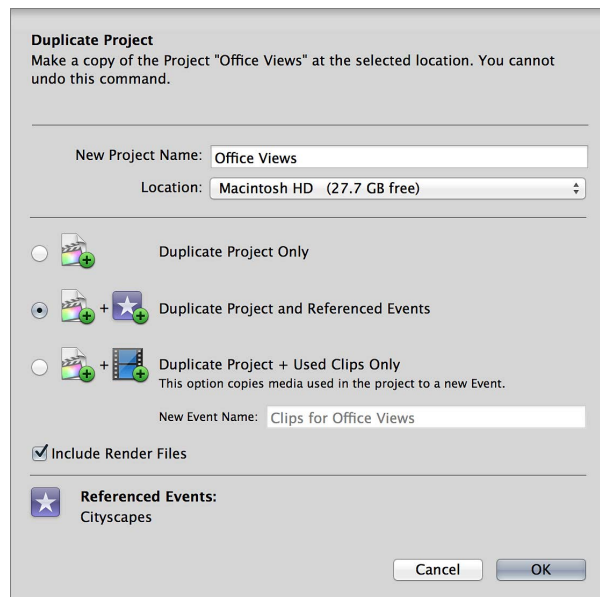 Duplicate Project
Make a copy of the Project "Office Views" at the selected location. You cannot
undo this command.
New Project Name: Office Views
Location: Macintosh HD (27.7 GB free)
Duplicate Project Only
+ Duplicate Project and Referenced Events
+ Duplicate Project + Used Clips Only
This option copies media used in the project to a new Event.
New Event Name: Clips for Office Views
Include Render Files
Referenced Events:
Cityscapes
Cancel OK